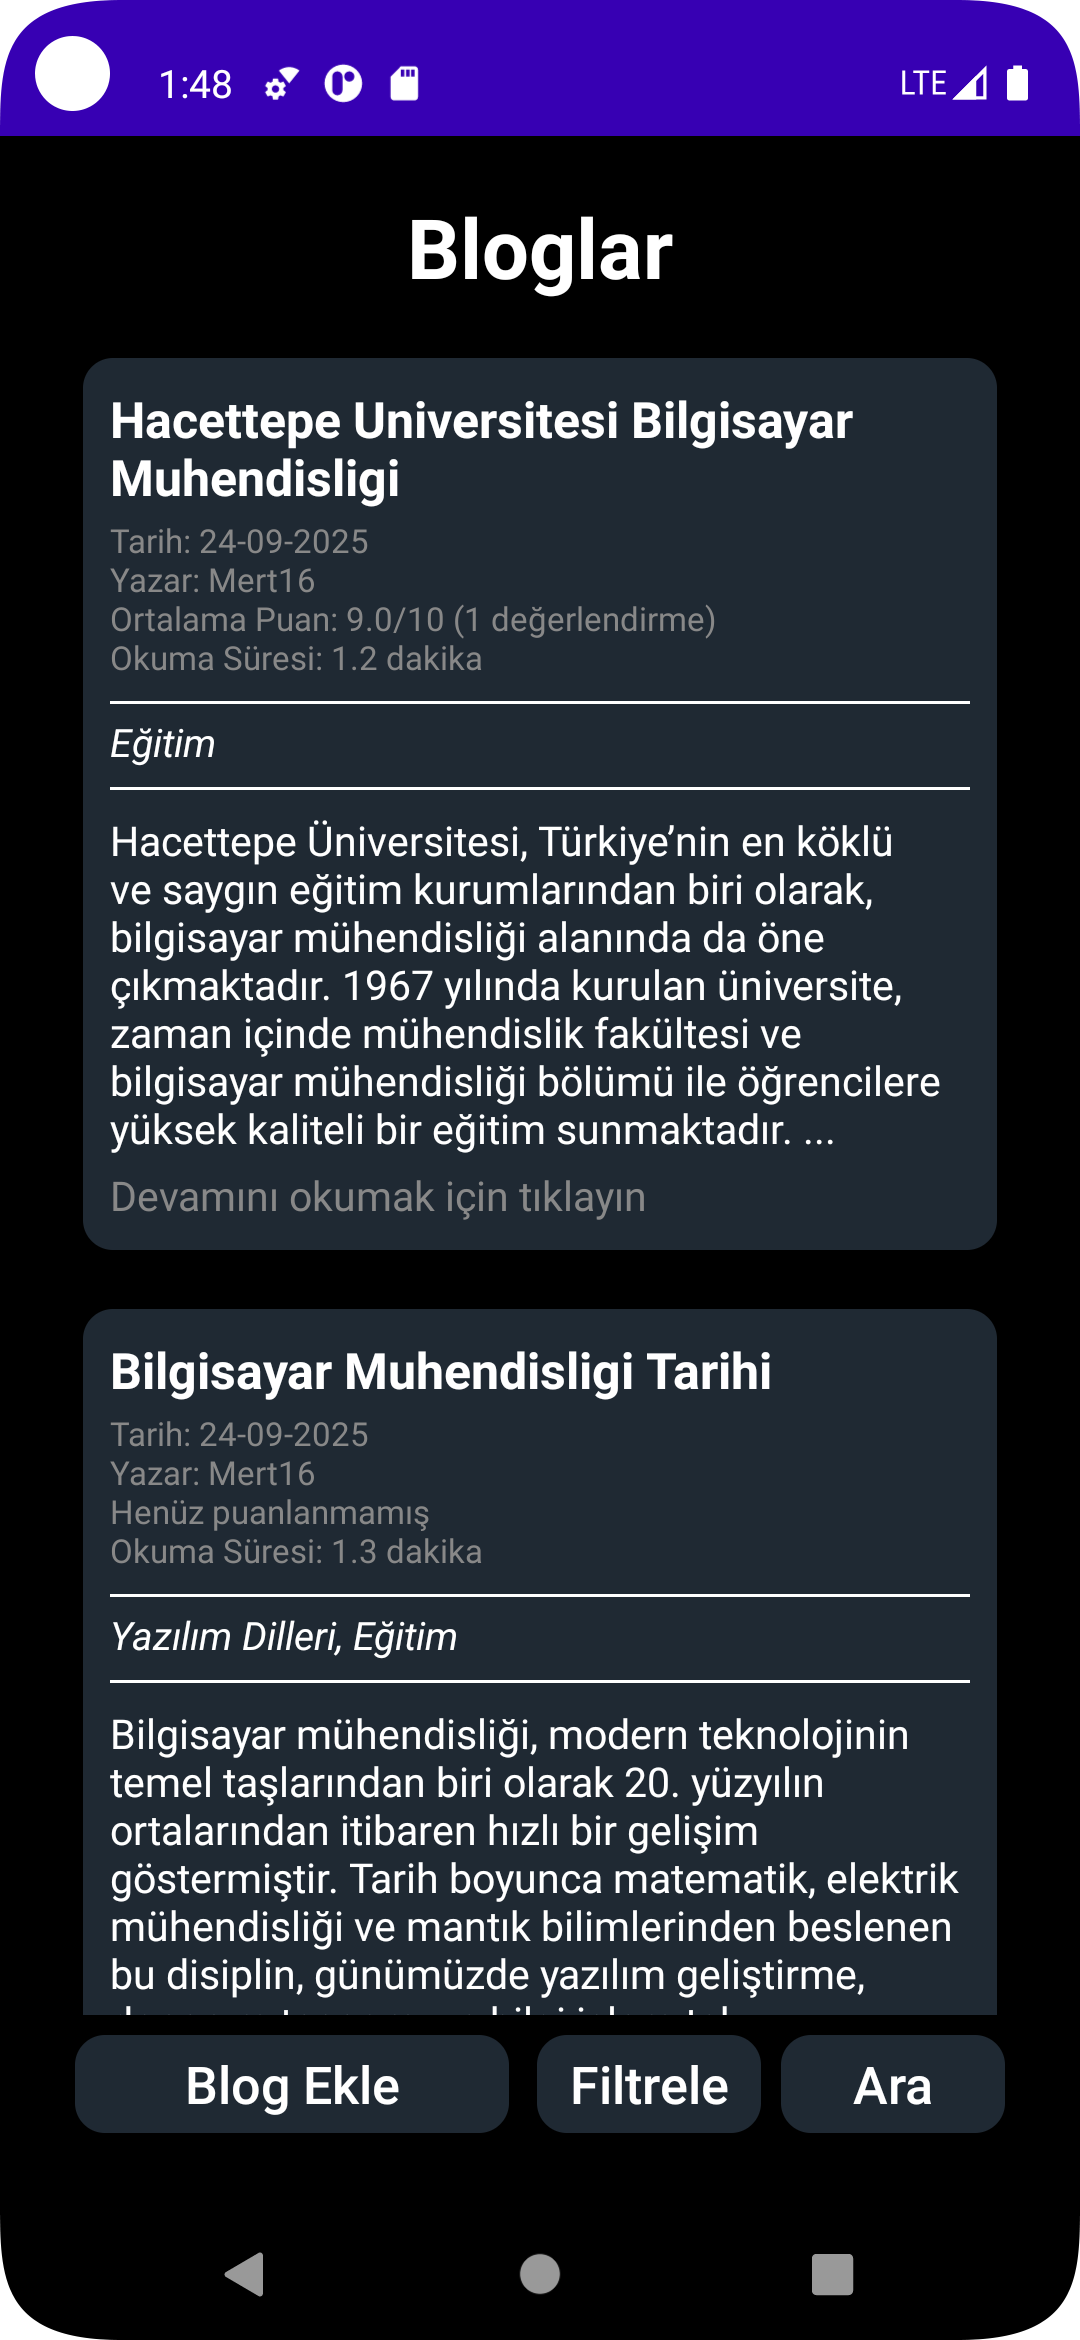 1:48
LTE
Bloglar
Hacettepe Universitesi Bilgisayar
Muhendisligi
Tarih: 24-09-2025
Yazar: Mert16
Ortalama Puan: 9.0/10 (1 değerlendirme)
Okuma Süresi: 1.2 dakika
Eğitim
Hacettepe Üniversitesi, Türkiye’nin en köklü
ve saygın eğitim kurumlarından biri olarak,
bilgisayar mühendisliği alanında da öne
çıkmaktadır. 1967 yılında kurulan üniversite,
zaman içinde mühendislik fakültesi ve
bilgisayar mühendisliği bölümü ile öğrencilere
yüksek kaliteli bir eğitim sunmaktadır. ...
Devamını okumak için tıklayın
Bilgisayar Muhendisligi Tarihi
Tarih: 24-09-2025
Yazar: Mert16
Henüz puanlanmamış
Okuma Süresi: 1.3 dakika
Yazılım Dilleri, Eğitim
Bilgisayar mühendisliği, modern teknolojinin
temel taşlarından biri olarak 20. yüzyılın
ortalarından itibaren hızlı bir gelişim
göstermiştir. Tarih boyunca matematik, elektrik
mühendisliği ve mantık bilimlerinden beslenen
bu disiplin, günümüzde yazılım geliştirme,
Blog Ekle
Filtrele
Ara